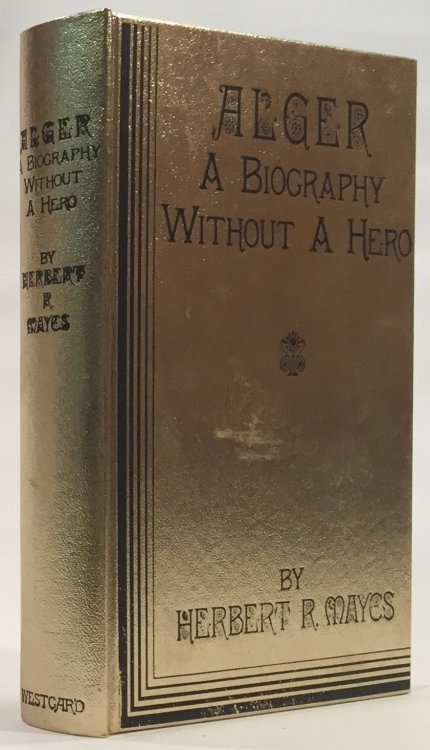 ALGER
A BIOGRAPHY
WITHOUT
A HERO
BY
HERBERT
R.
MAYES
WESTGARD
ALGER
A BIOGRAPHY
WITHOUT A HERO
BY
HERBERT R. MAYES